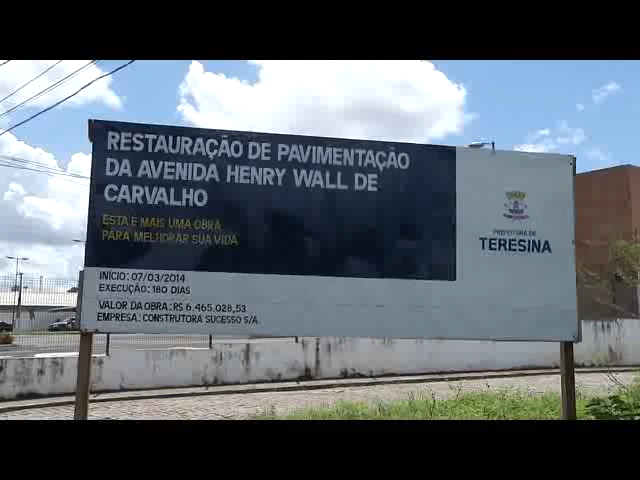 RESTAURAÇÃO DE PAVIMENTAÇÃO
DA AVENIDA HENRY WALL DE
CARVALHO
ESTA É MAIS UMA OBRA
PARA MELHORAR SUA VIDA
INÍCIO: 07/03/2014
EXECUÇÃO: 180 DIAS
VALOR DA OBRA: R$ 6.465.028,53
EMPRESA: CONSTRUTORA SUCESSO S/A.
PREFEITURA DE
TERESINA